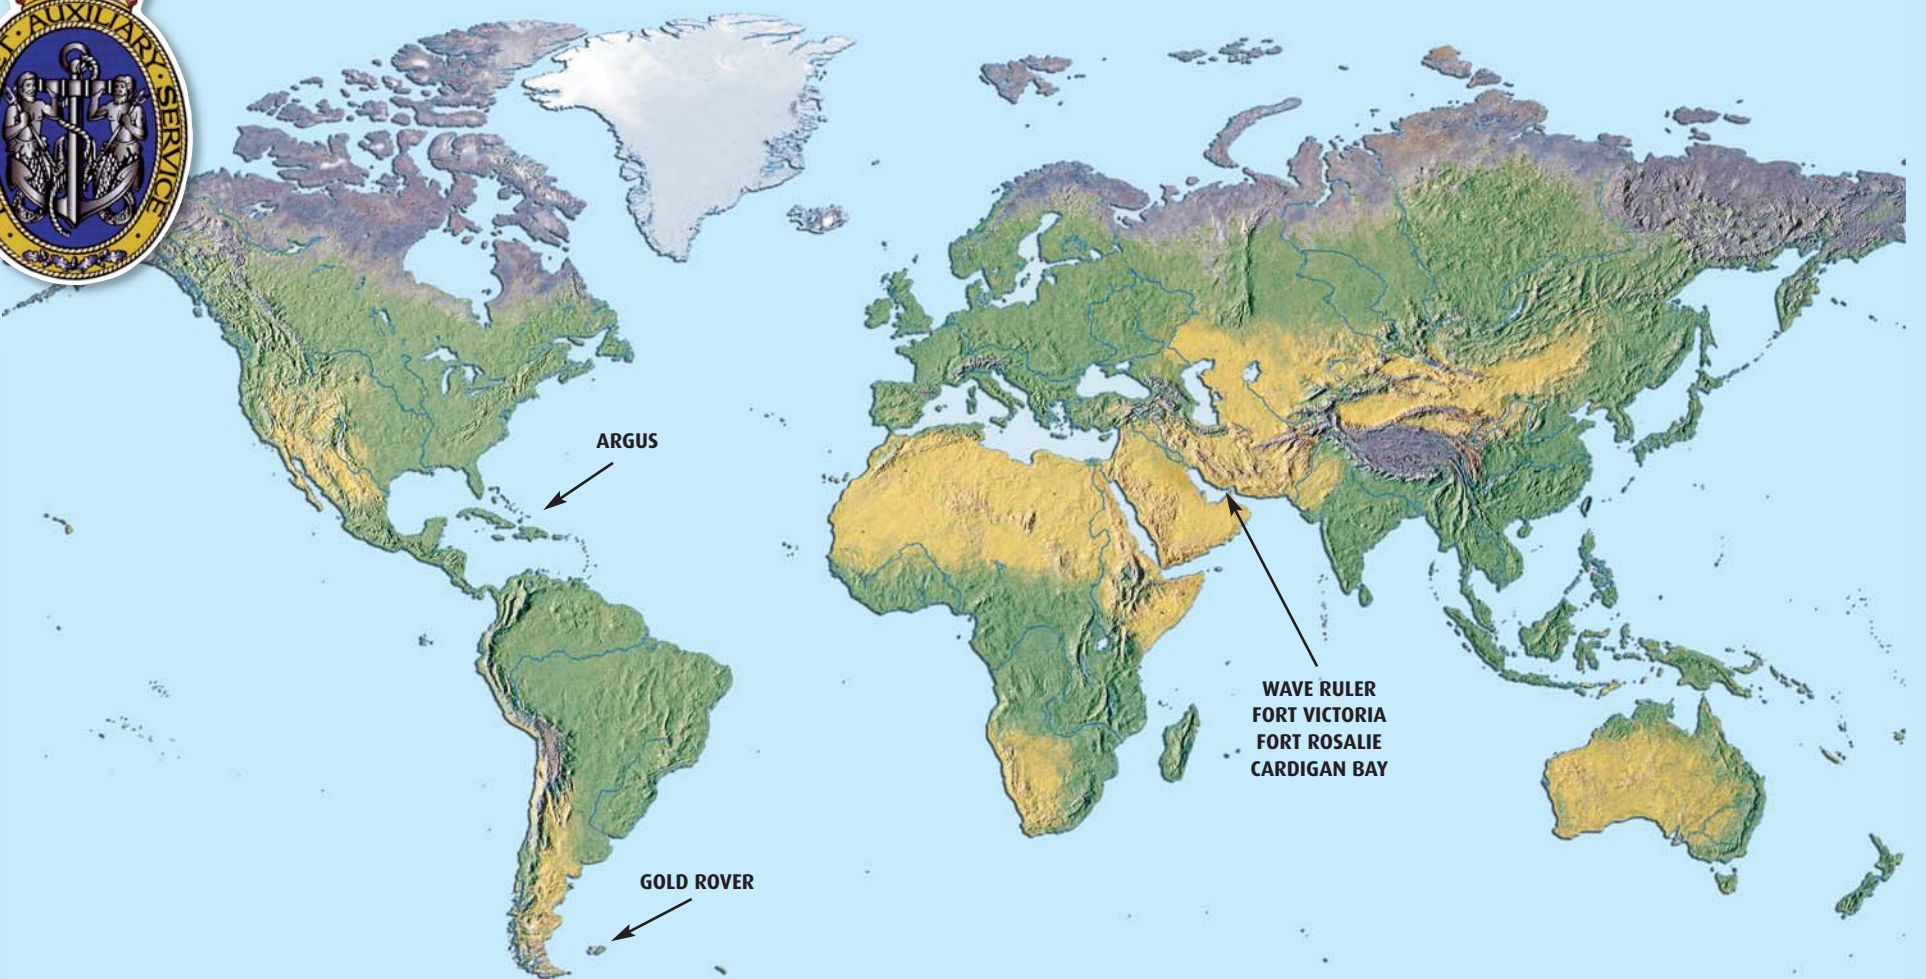 T · AUXILIARY · SERVICE
ARGUS
WAVE RULER
FORT VICTORIA
FORT ROSALIE
CARDIGAN BAY
GOLD ROVER